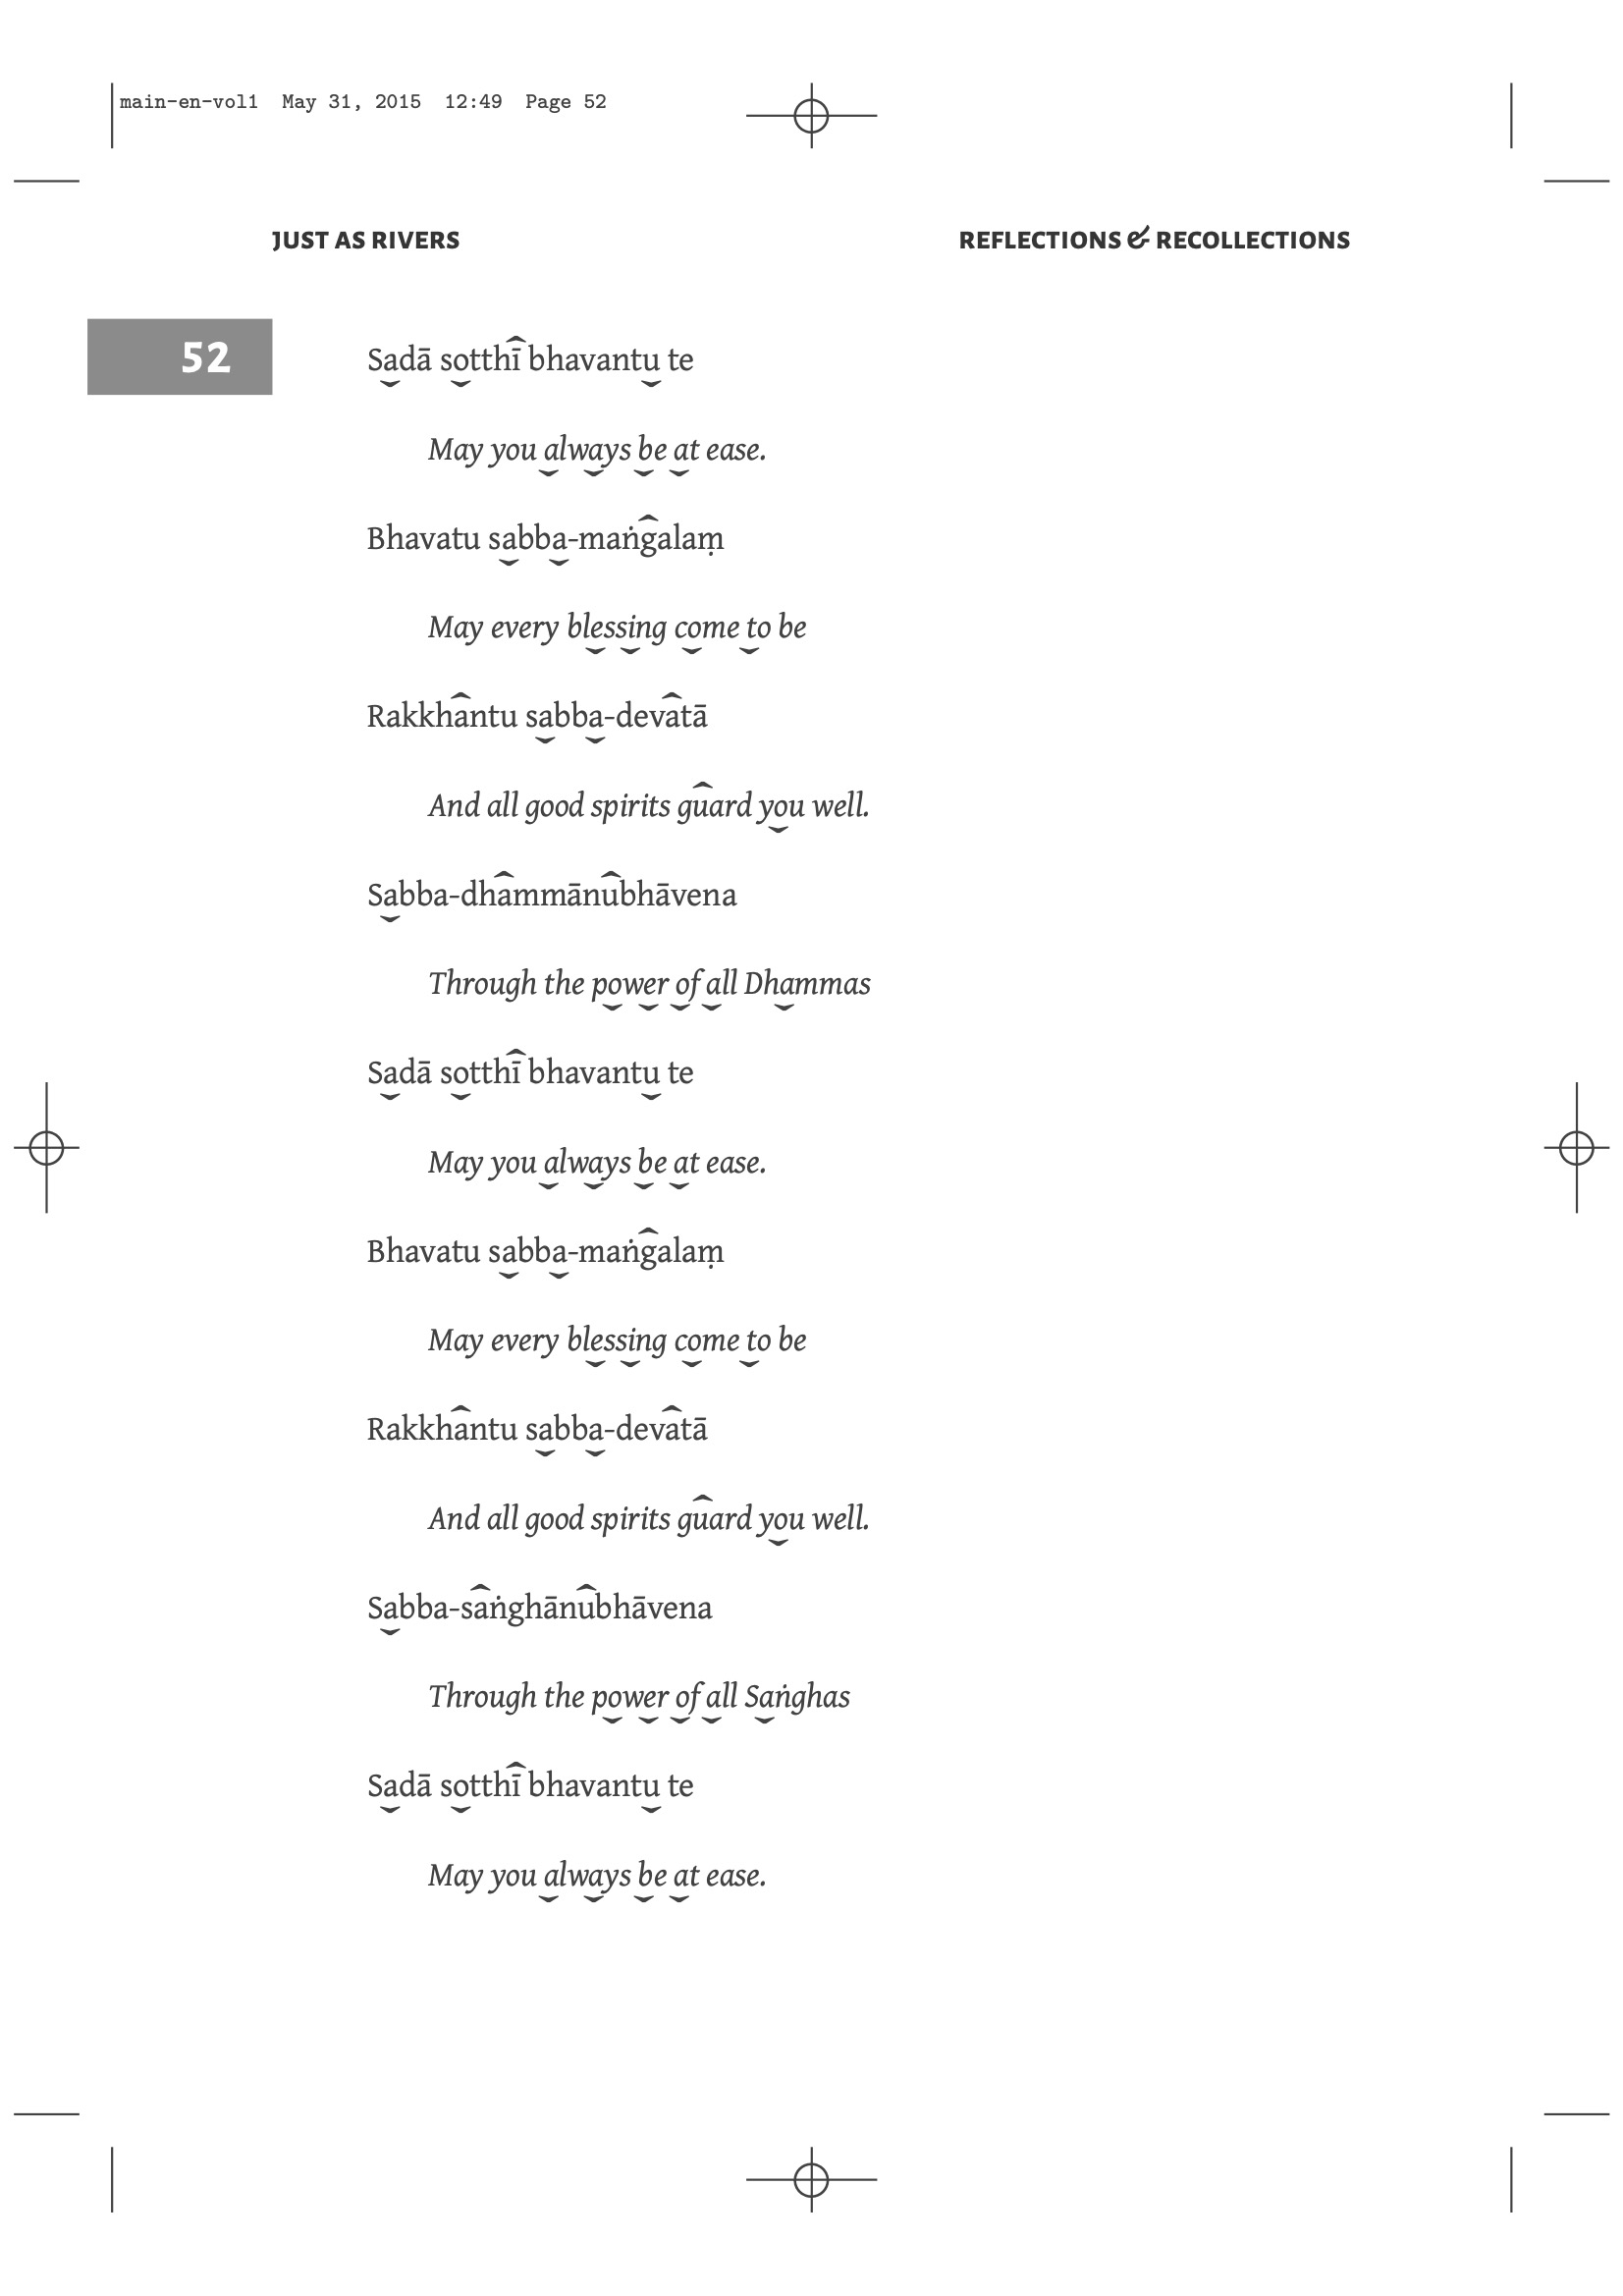 main-en-vol1 May 31, 2015 12:49 Page 52
JUST AS RIVERS REFLECTIONS & RECOLLECTIONS
52
Sadā sotthī bhavantu te
May you always be at ease.
Bhavatu sabba-maṅgalaṃ
May every blessing come to be
Rakkhantu sabba-devatā
And all good spirits guard you well.
Sabba-dhammānubhāvena
Through the power of all Dhammas
Sadā sotthī bhavantu te
May you always be at ease.
Bhavatu sabba-maṅgalaṃ
May every blessing come to be
Rakkhantu sabba-devatā
And all good spirits guard you well.
Sabba-saṅghānubhāvena
Through the power of all Saṅghas
Sadā sotthī bhavantu te
May you always be at ease.